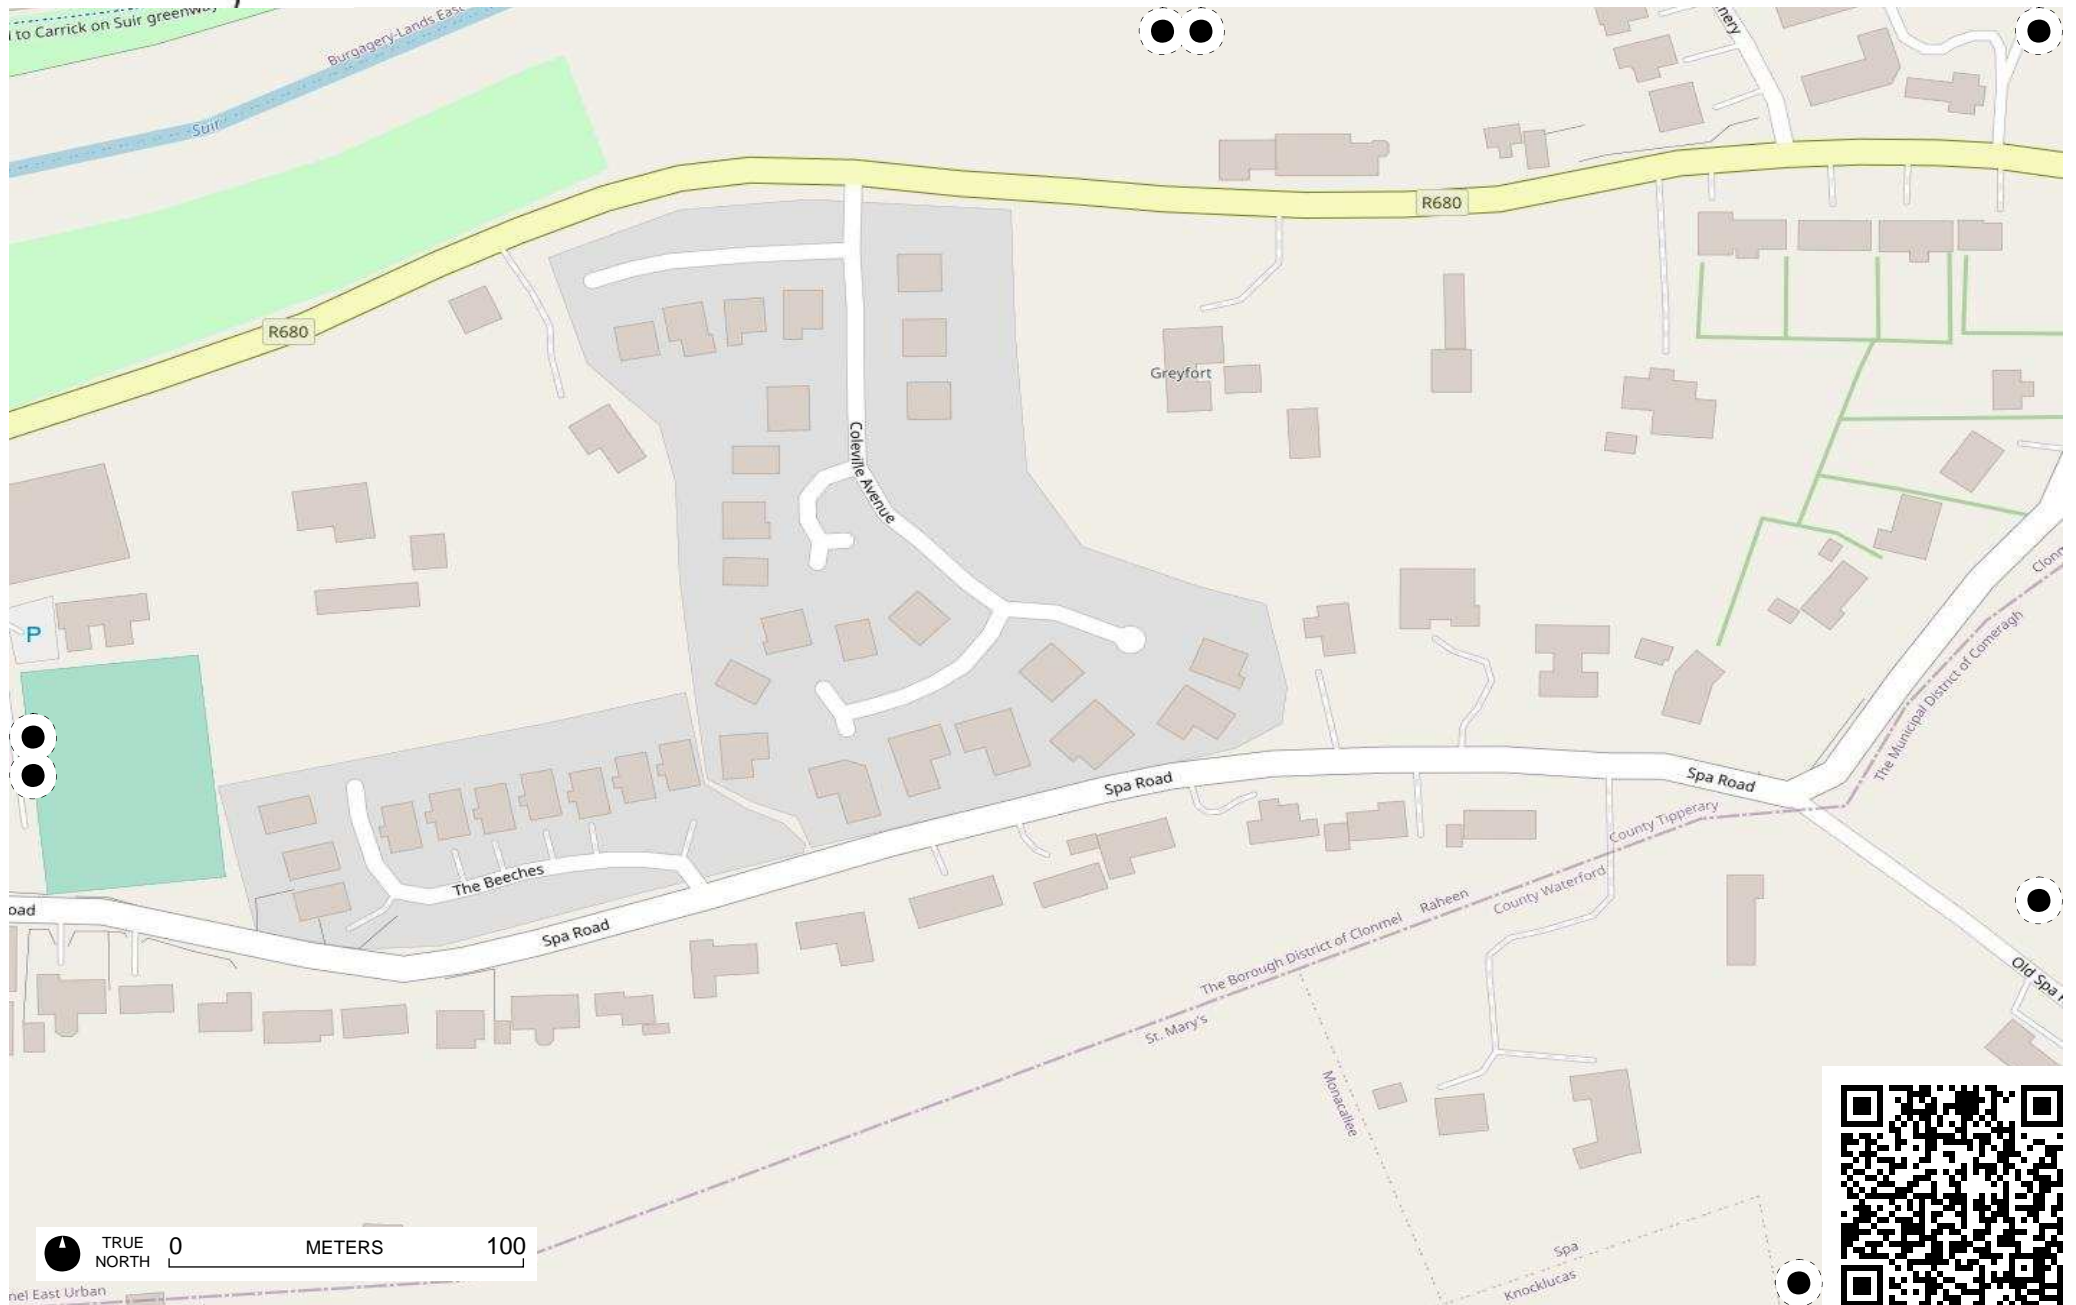 to Carrick on Suir greenway
Burgagery-Lands East
Suir
R680
R680
Coleville Avenue
Greyfort
P
The Beeches
Spa Road
Spa Road
Spa Road
oad
The Municipal District of Comeragh
County Tipperary
County Waterford
The Borough District of Clonmel
Raheen
St. Mary's
Monacallee
Old Spa R
Spa
Knocklucas
nel East Urban
TRUE
NORTH
0
METERS
100